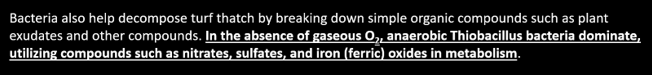 Bacteria also help decompose turf thatch by breaking down simple organic compounds such as plant
exudates and other compounds. In the absence of gaseous O₂, anaerobic Thiobacillus bacteria dominate,
utilizing compounds such as nitrates, sulfates, and iron (ferric) oxides in metabolism.